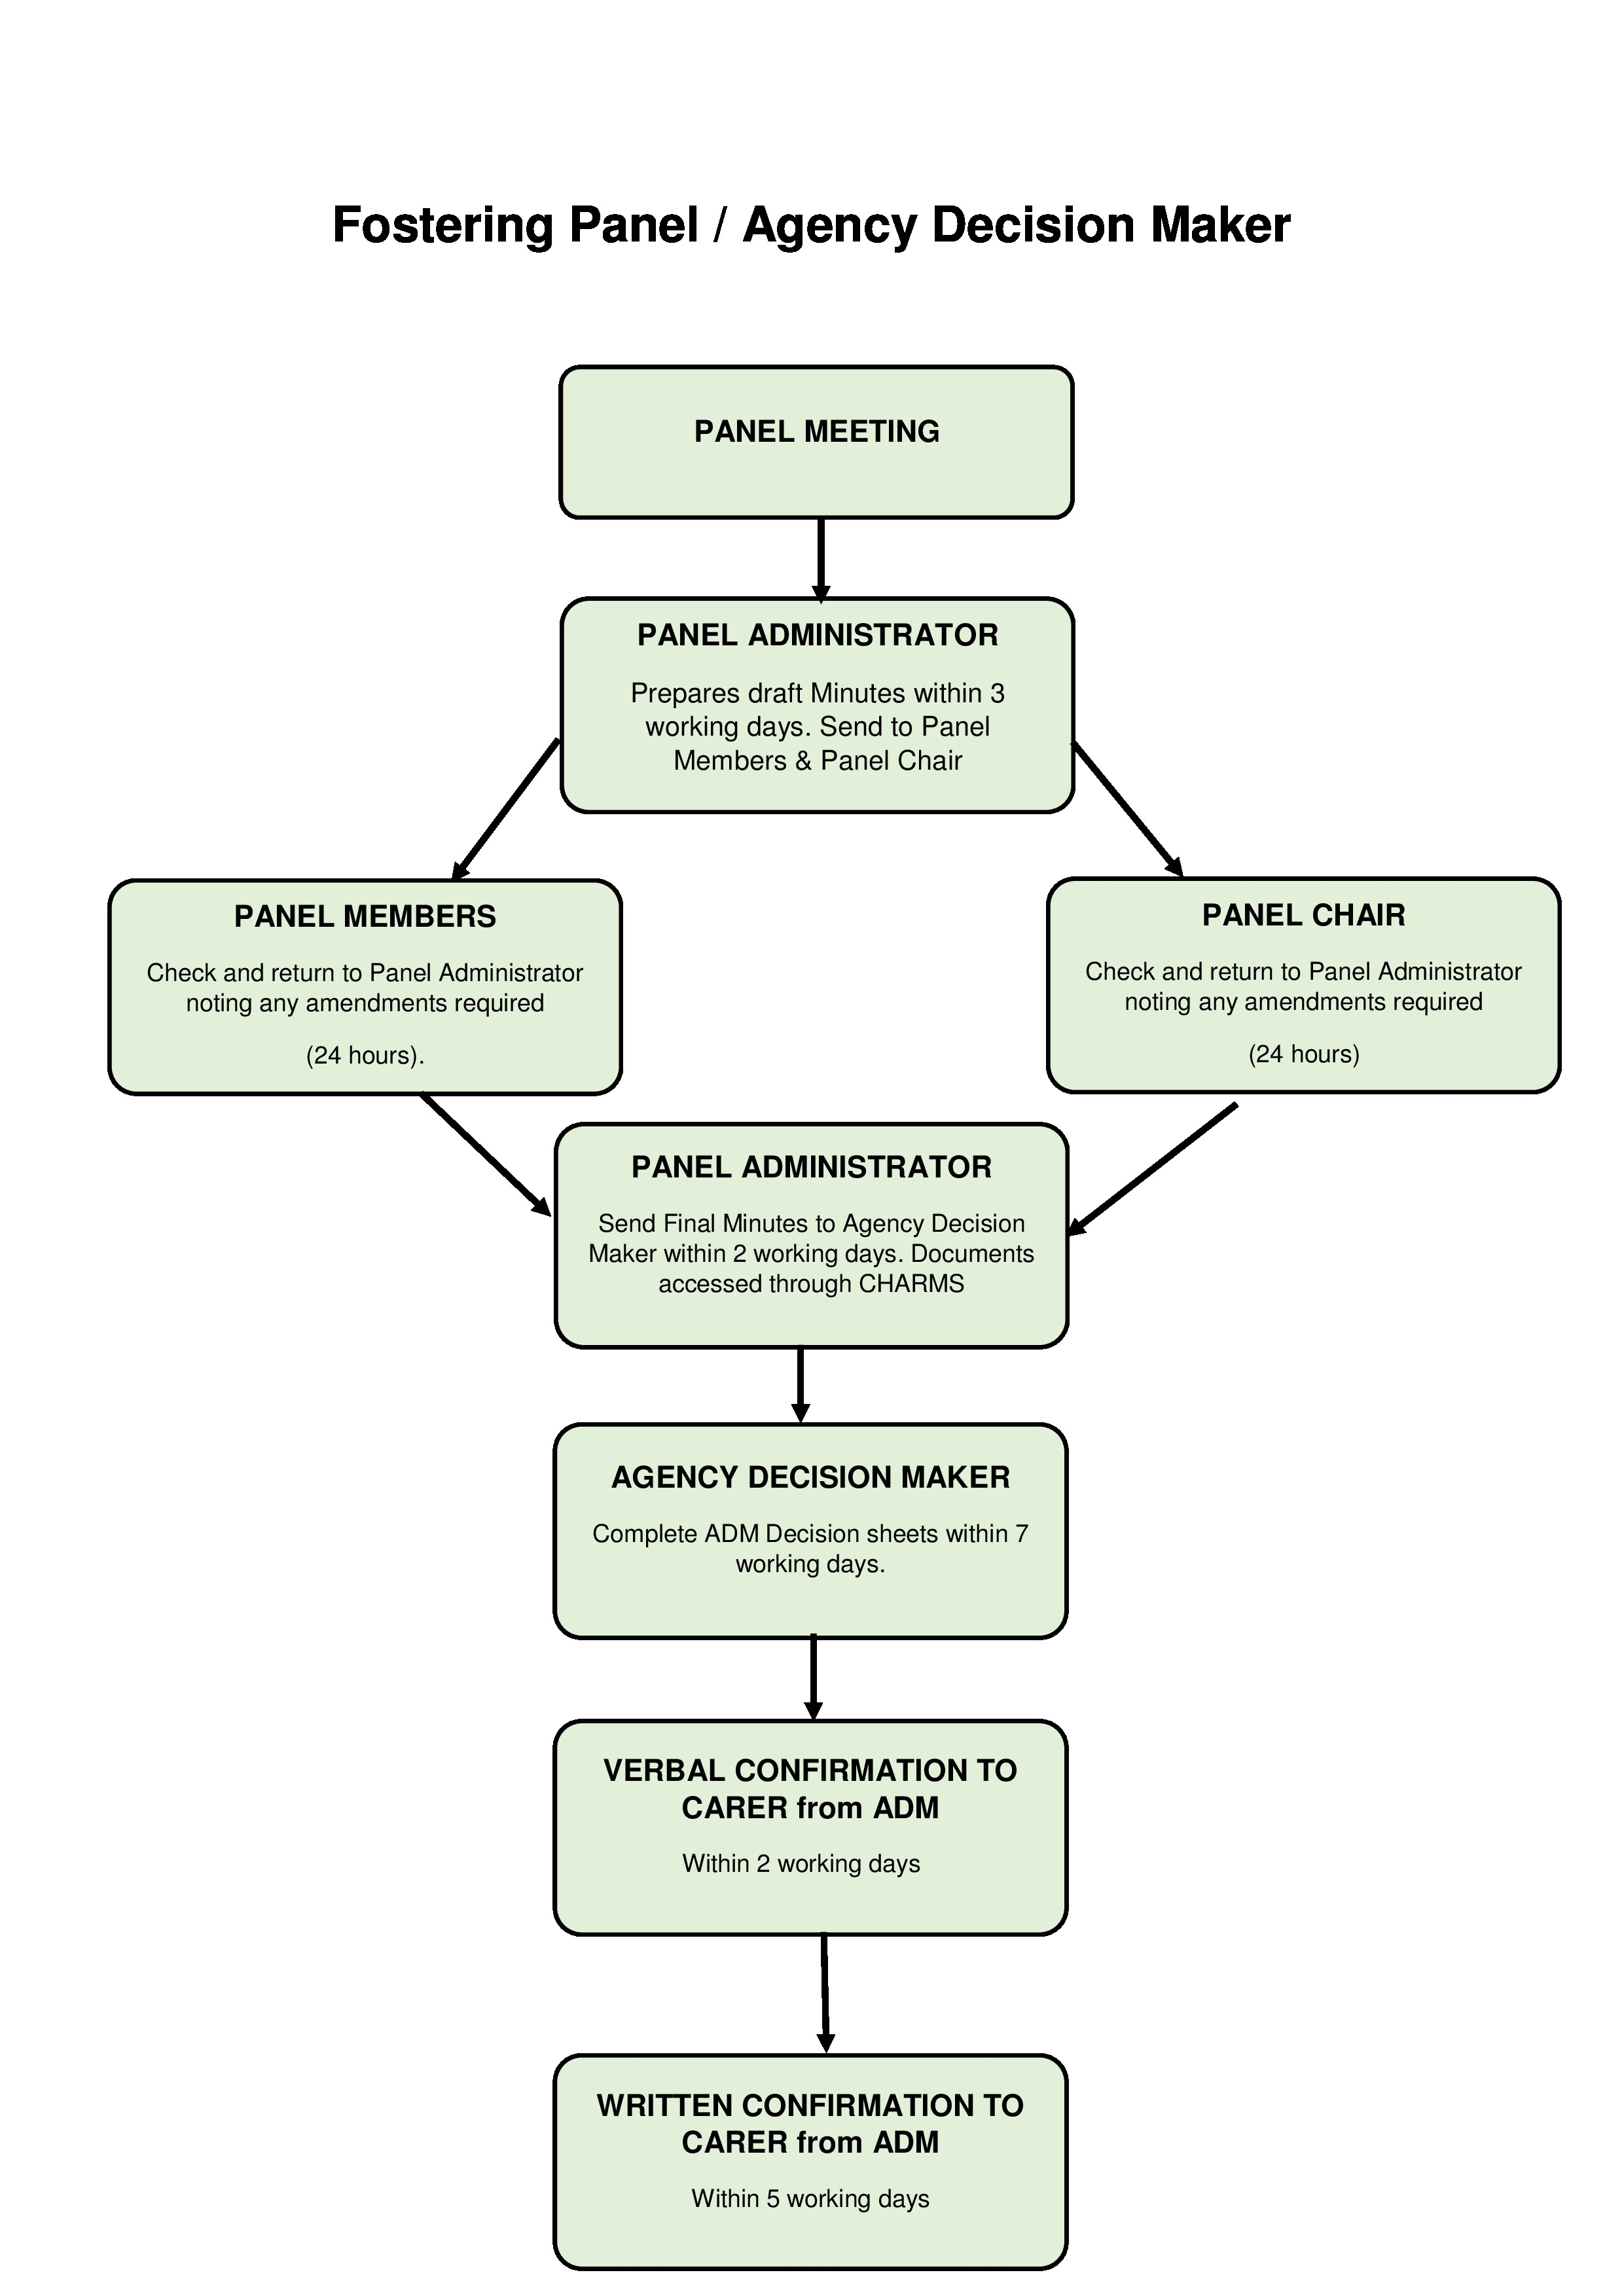 Fostering Panel / Agency Decision Maker
PANEL MEETING
PANEL ADMINISTRATOR
Prepares draft Minutes within 3
working days. Send to Panel
Members & Panel Chair
PANEL MEMBERS
Check and return to Panel Administrator
noting any amendments required
(24 hours).
PANEL CHAIR
Check and return to Panel Administrator
noting any amendments required
(24 hours)
PANEL ADMINISTRATOR
Send Final Minutes to Agency Decision
Maker within 2 working days. Documents
accessed through CHARMS
AGENCY DECISION MAKER
Complete ADM Decision sheets within 7
working days.
VERBAL CONFIRMATION TO
CARER from ADM
Within 2 working days
WRITTEN CONFIRMATION TO
CARER from ADM
Within 5 working days